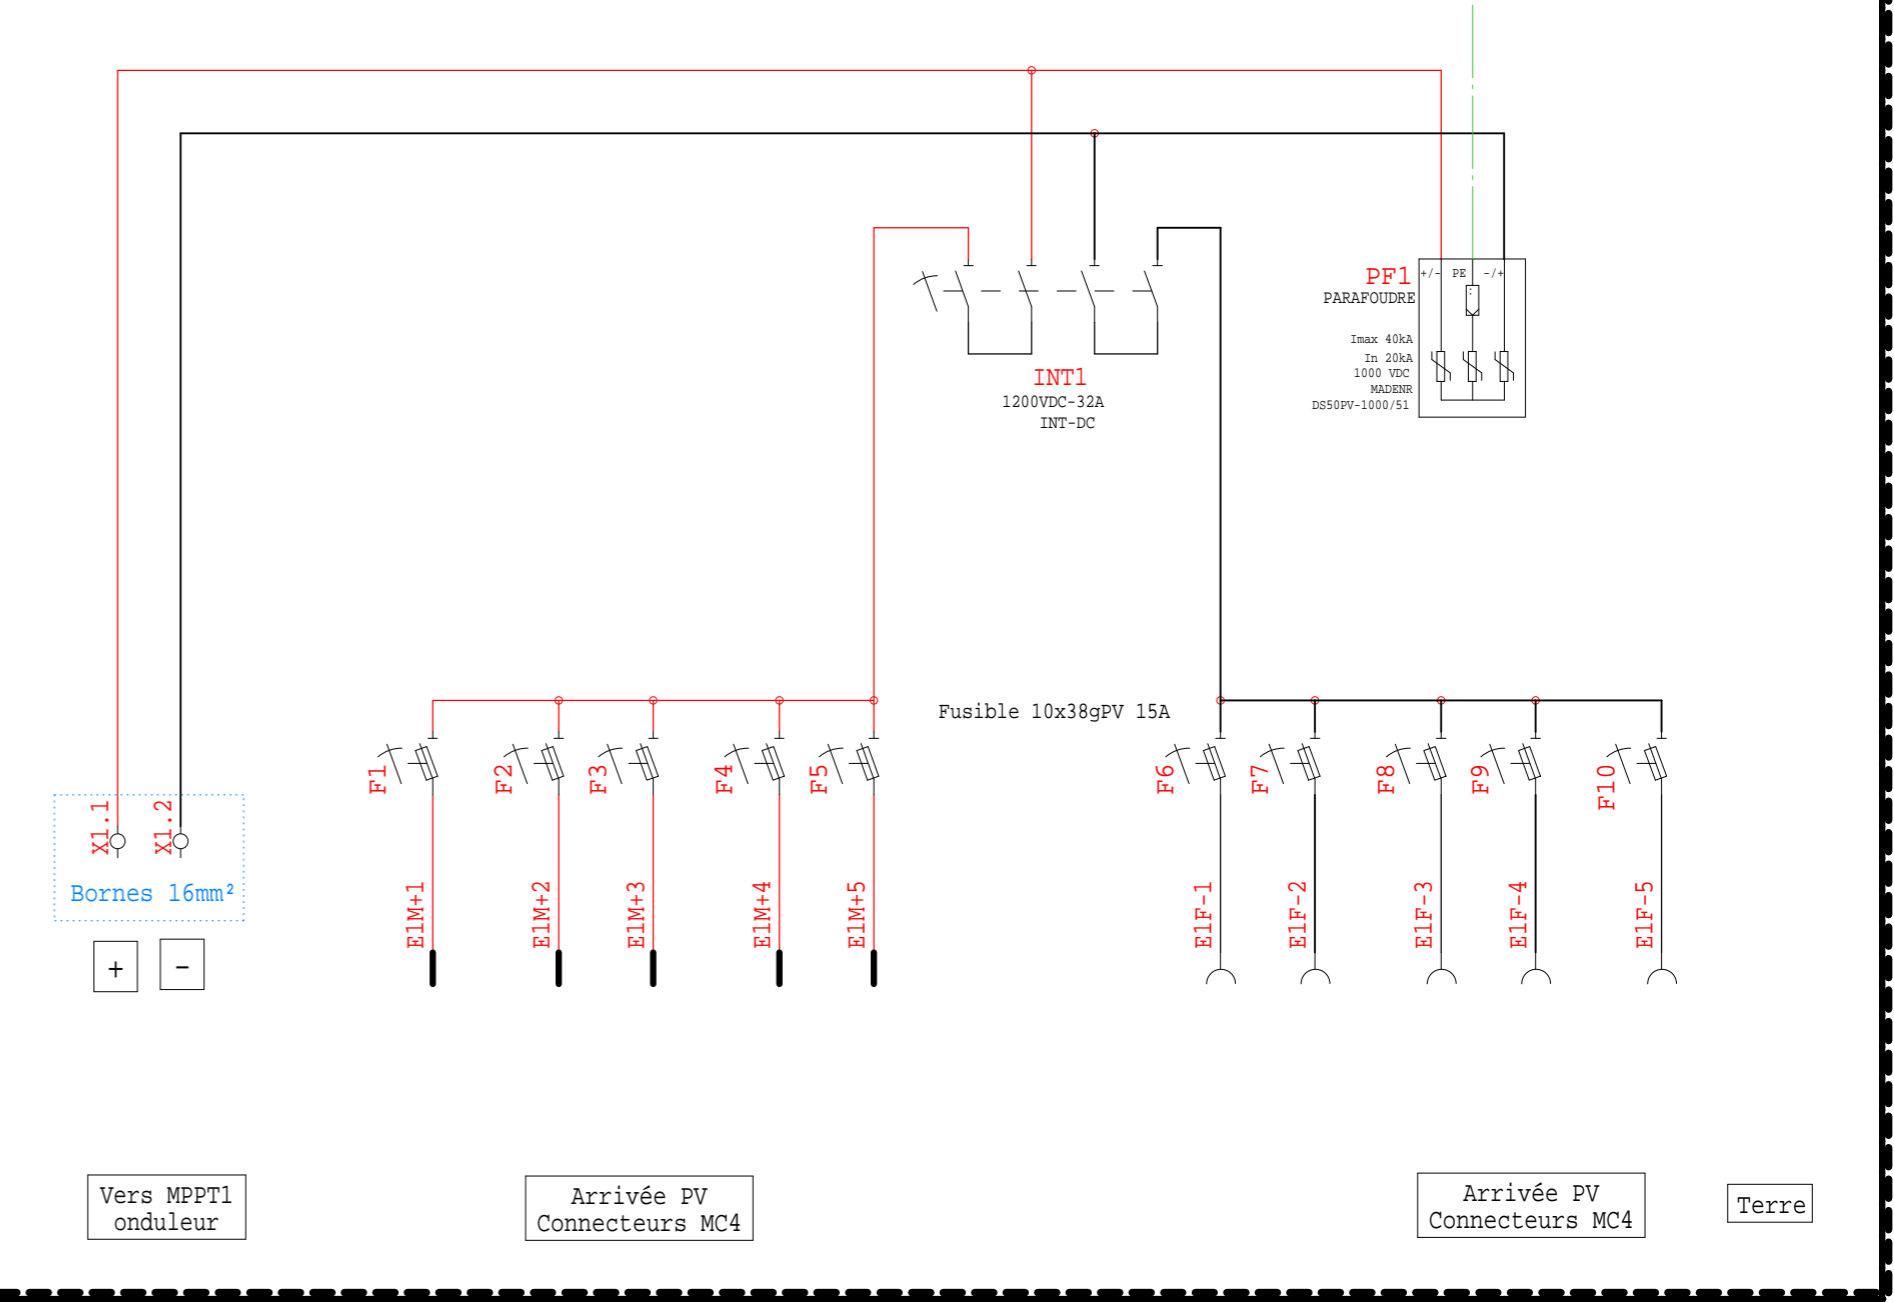 PF1
+/-
PE
-/+
PARAFOUDRE
Imax 40kA
In 20kA
1000 VDC
MADENR
DS50PV-1000/51
INT1
1200VDC-32A
INT-DC
Fusible 10x38gPV 15A
F1
F2
F3
F4
F5
F6
F7
F8
F9
F10
X1.1
X1.2
Bornes 16mm²
E1M+1
E1M+2
E1M+3
E1M+4
E1M+5
E1F-1
E1F-2
E1F-3
E1F-4
E1F-5
+
-
Vers MPPT1
onduleur
Arrivée PV
Connecteurs MC4
Arrivée PV
Connecteurs MC4
Terre